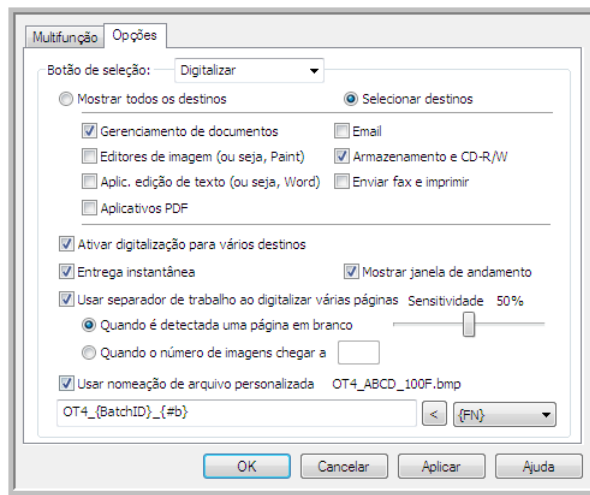 Multifunção Opções
Botão de seleção: Digitalizar
Mostrar todos os destinos Selecionar destinos
Gerenciamento de documentos Email
Editores de imagem (ou seja, Paint) Armazenamento e CD-R/W
Aplic. edição de texto (ou seja, Word) Enviar fax e imprimir
Aplicativos PDF
Ativar digitalização para vários destinos
Entrega instantânea Mostrar janela de andamento
Usar separador de trabalho ao digitalizar várias páginas Sensitividade 50%
Quando é detectada uma página em branco
Quando o número de imagens chegar a
Usar nomeação de arquivo personalizada OT4_ABCD_100F.bmp
OT4_{BatchID}_{#b} < {FN}
OK Cancelar Aplicar Ajuda